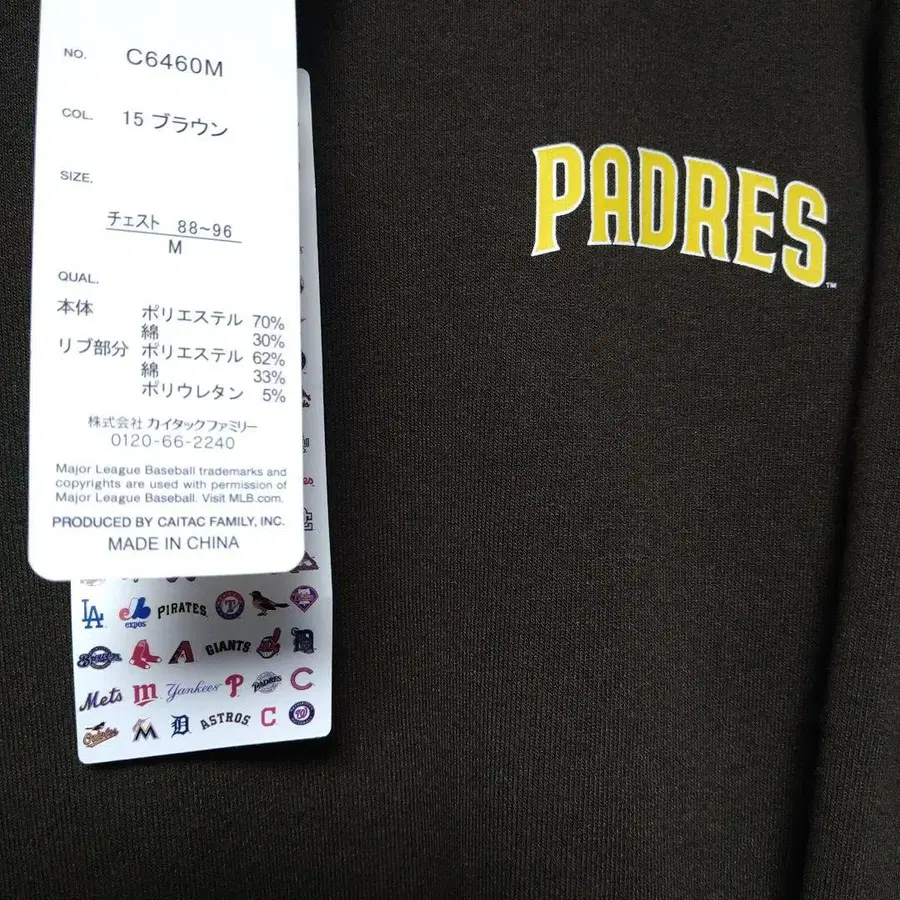 NO. C6460M
COL. 15 ブラウン
SIZE.
チェスト 88~96
M
QUAL.
本体 ポリエステル 70%
綿 30%
リブ部分 ポリエステル 62%
綿 33%
ポリウレタン 5%
株式会社 カイタックファミリー
0120-66-2240
Major League Baseball trademarks and
copyrights are used with permission of
Major League Baseball. Visit MLB.com.
PRODUCED BY CAITAC FAMILY, INC.
MADE IN CHINA
PADRES™
LA expos PIRATES T
Brewers A GIANTS D
Mets m Yankees P PADRES C
Orioles M D ASTROS C W